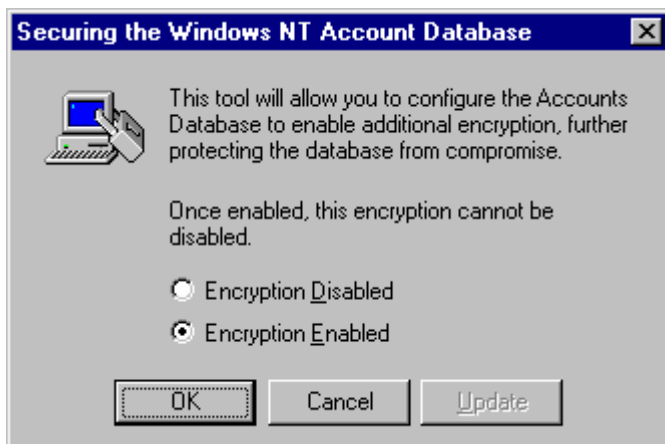 Securing the Windows NT Account Database
This tool will allow you to configure the Accounts
Database to enable additional encryption, further
protecting the database from compromise.
Once enabled, this encryption cannot be
disabled.
Encryption Disabled
Encryption Enabled
OK Cancel Update